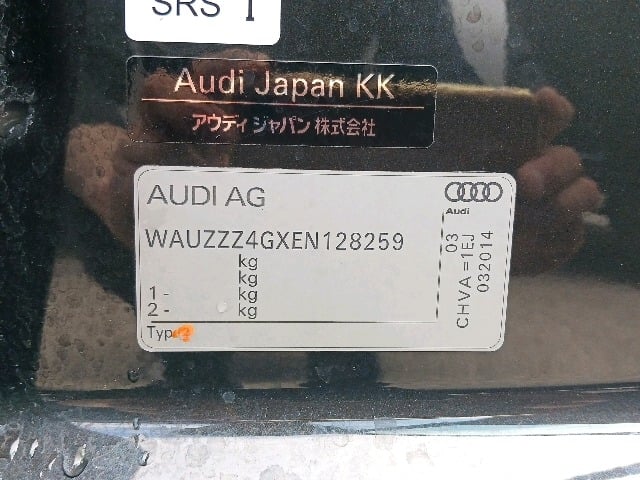 SRS I
Audi Japan KK
アウディ ジャパン 株式会社
AUDI AG
Audi
WAUZZZ4GXEN128259
kg
kg
1 - kg
2 - kg
Typ
03
CHVA =1EJ
032014